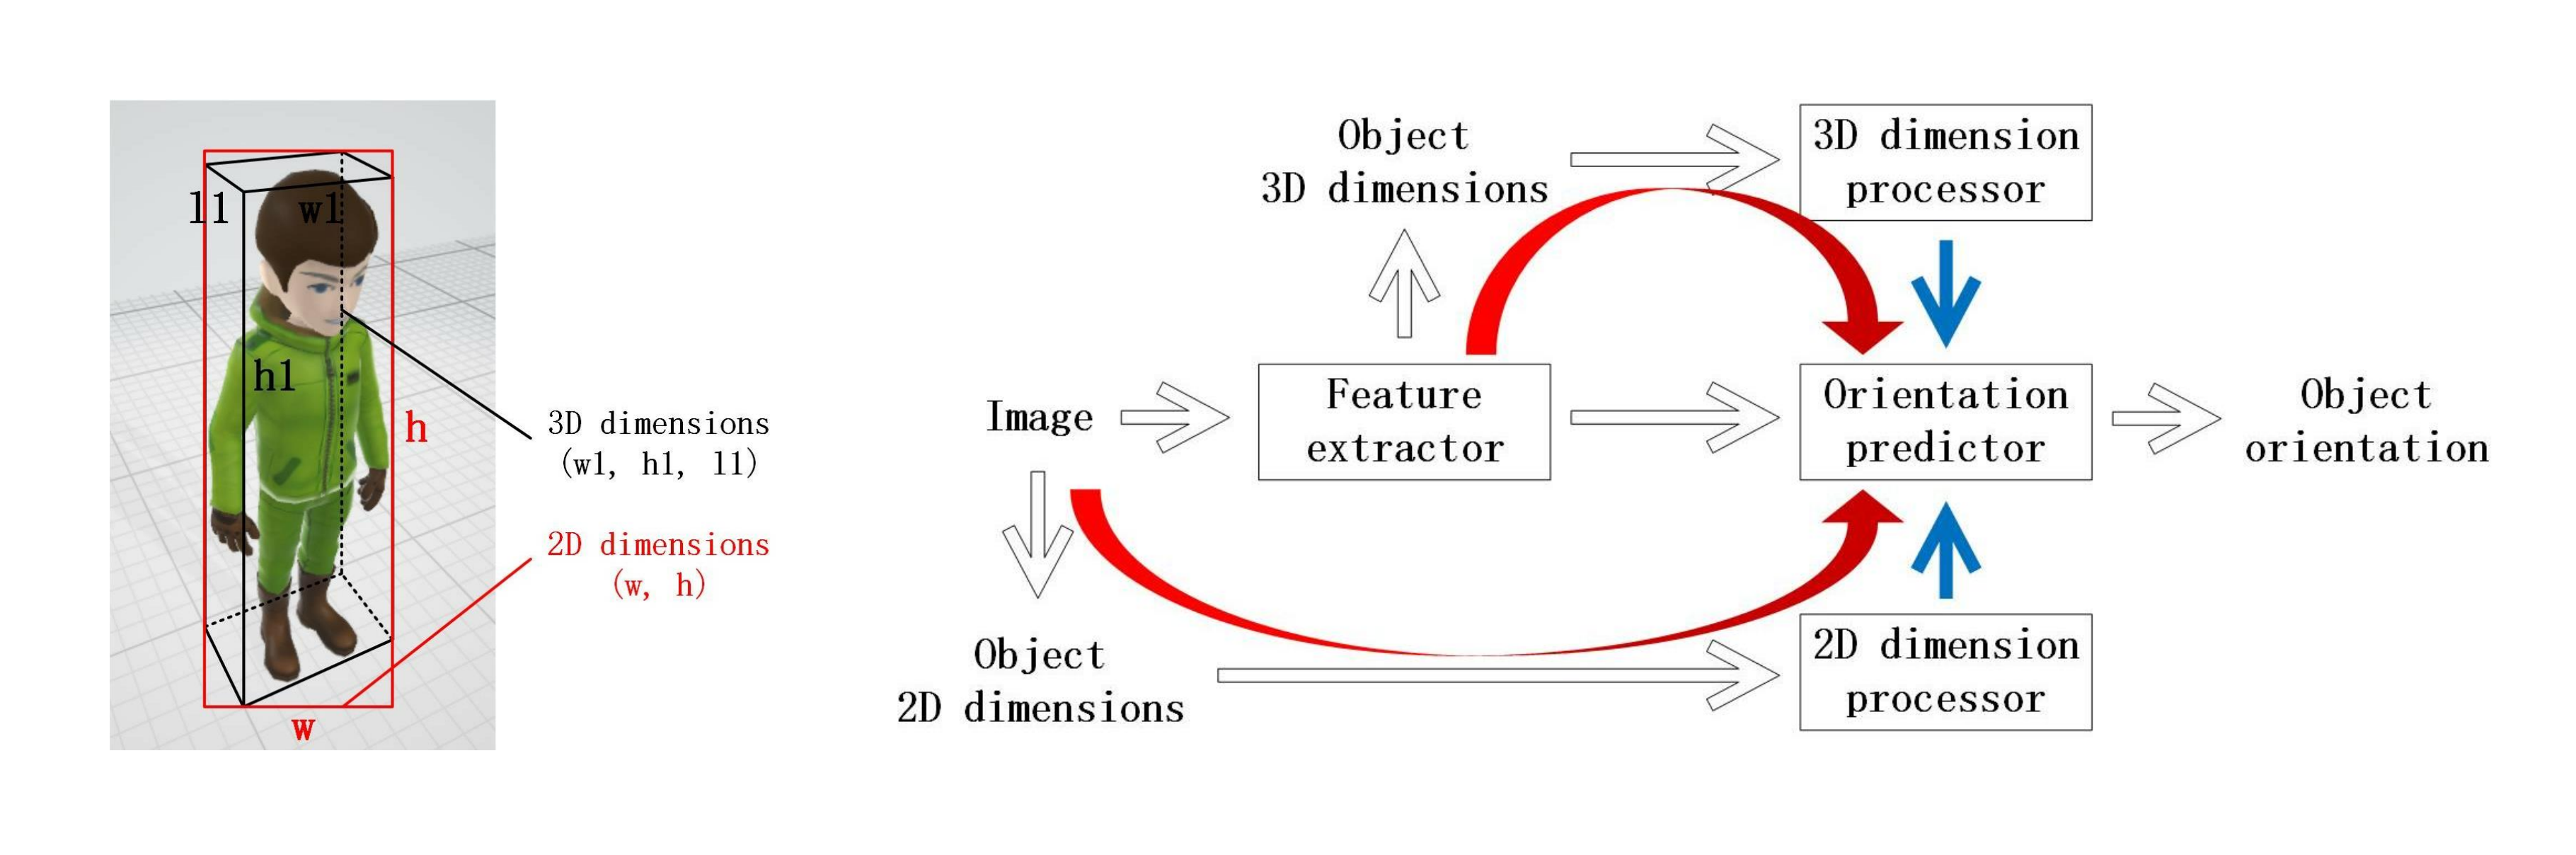 l1
w1
h1
h
w
3D dimensions
(w1, h1, l1)
2D dimensions
(w, h)
Object
3D dimensions
3D dimension
processor
Image
Feature
extractor
Orientation
predictor
Object
orientation
Object
2D dimensions
2D dimension
processor